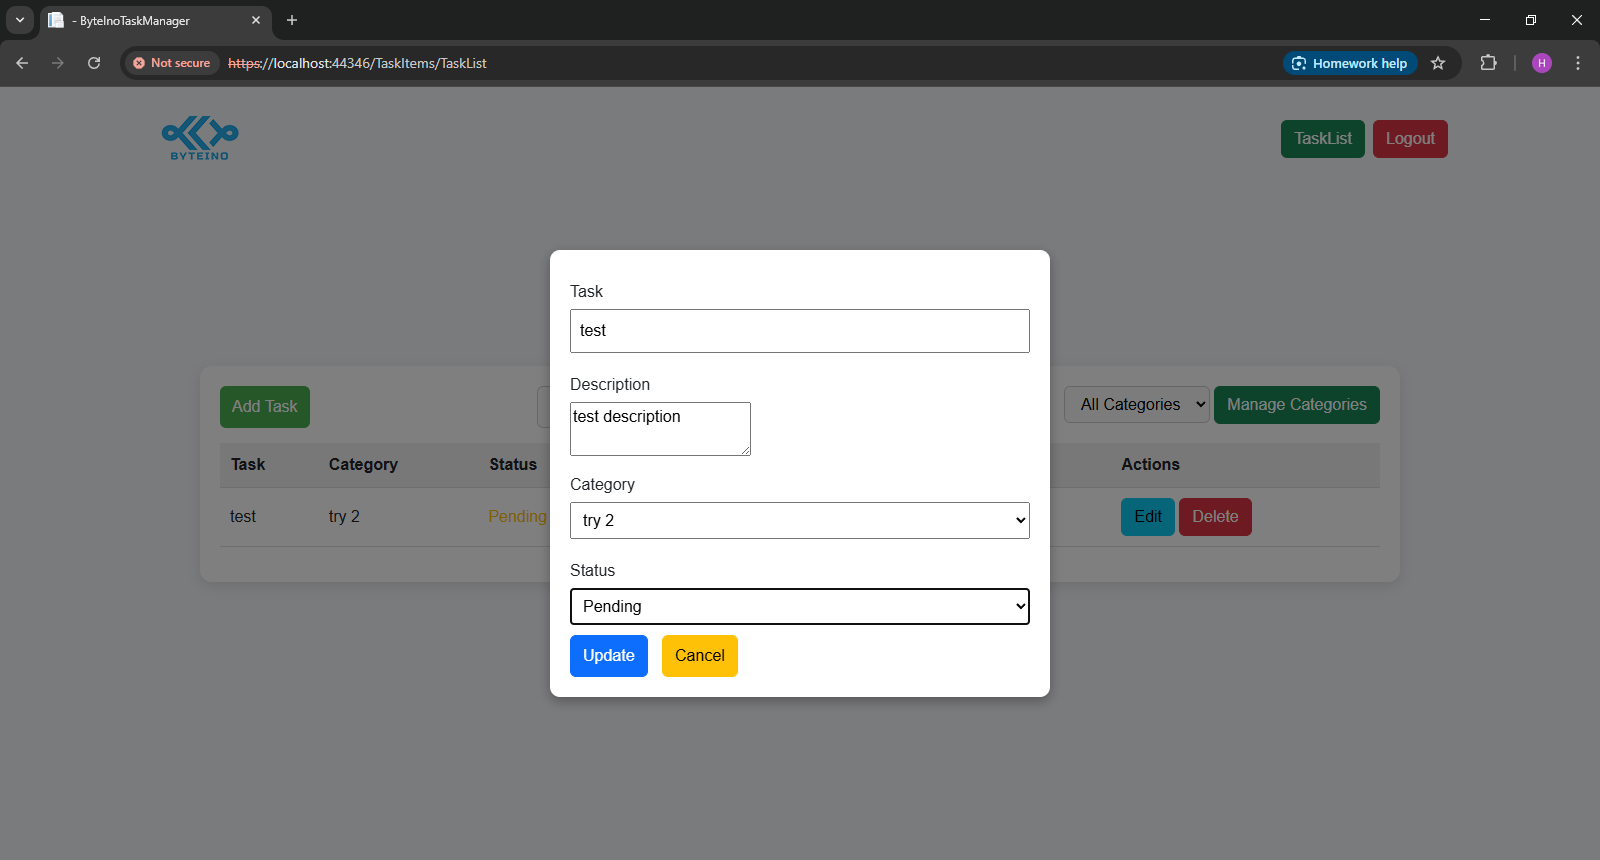 - ByteInoTaskManager
Not secure
https://localhost:44346/TaskItems/TaskList
Homework help
H
BYTEINO
TaskList
Logout
Add Task
All Categories
Manage Categories
Task
Category
Status
Actions
test
try 2
Pending
Edit
Delete
Task
test
Description
test description
Category
try 2
Status
Pending
Update
Cancel